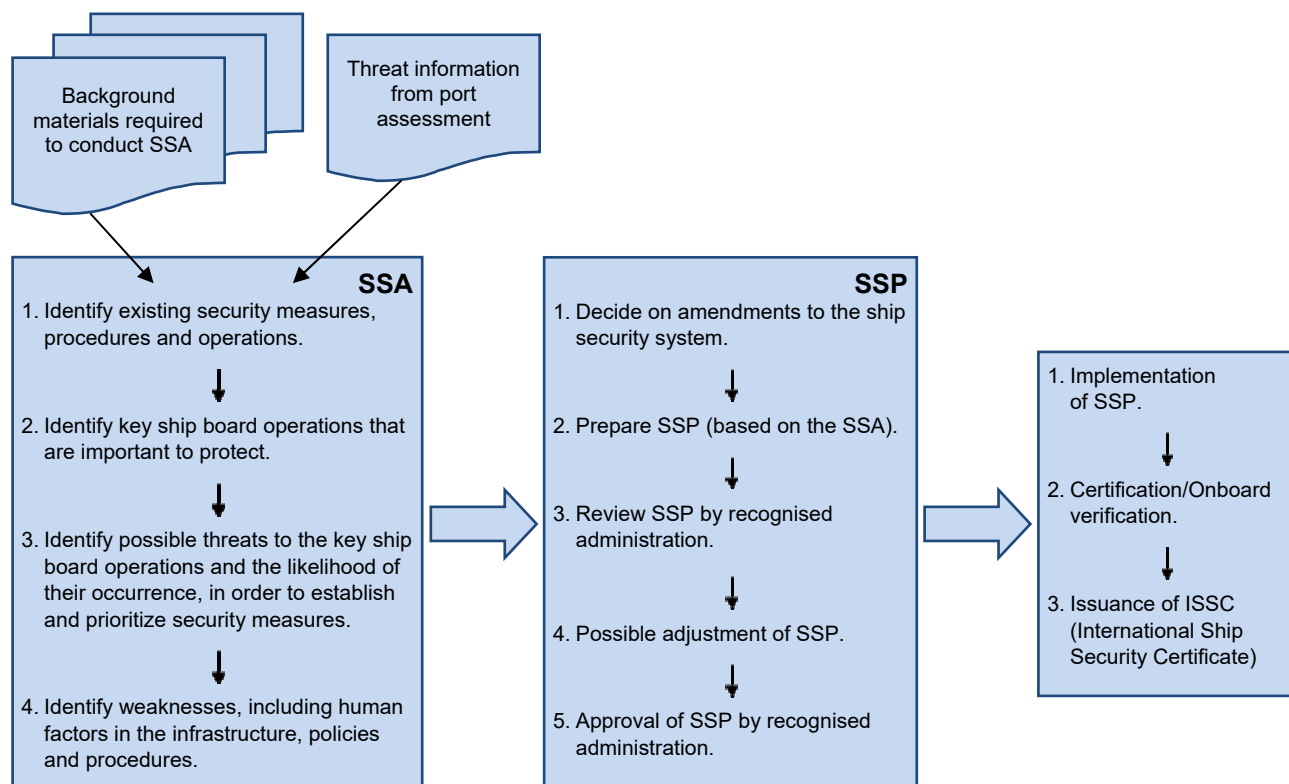 Background
materials required
to conduct SSA
Threat information
from port
assessment
SSA
1. Identify existing security measures,
procedures and operations.
2. Identify key ship board operations that
are important to protect.
3. Identify possible threats to the key ship
board operations and the likelihood of
their occurrence, in order to establish
and prioritize security measures.
4. Identify weaknesses, including human
factors in the infrastructure, policies
and procedures.
SSP
1. Decide on amendments to the ship
security system.
2. Prepare SSP (based on the SSA).
3. Review SSP by recognised
administration.
4. Possible adjustment of SSP.
5. Approval of SSP by recognised
administration.
1. Implementation
of SSP.
2. Certification/Onboard
verification.
3. Issuance of ISSC
(International Ship
Security Certificate)